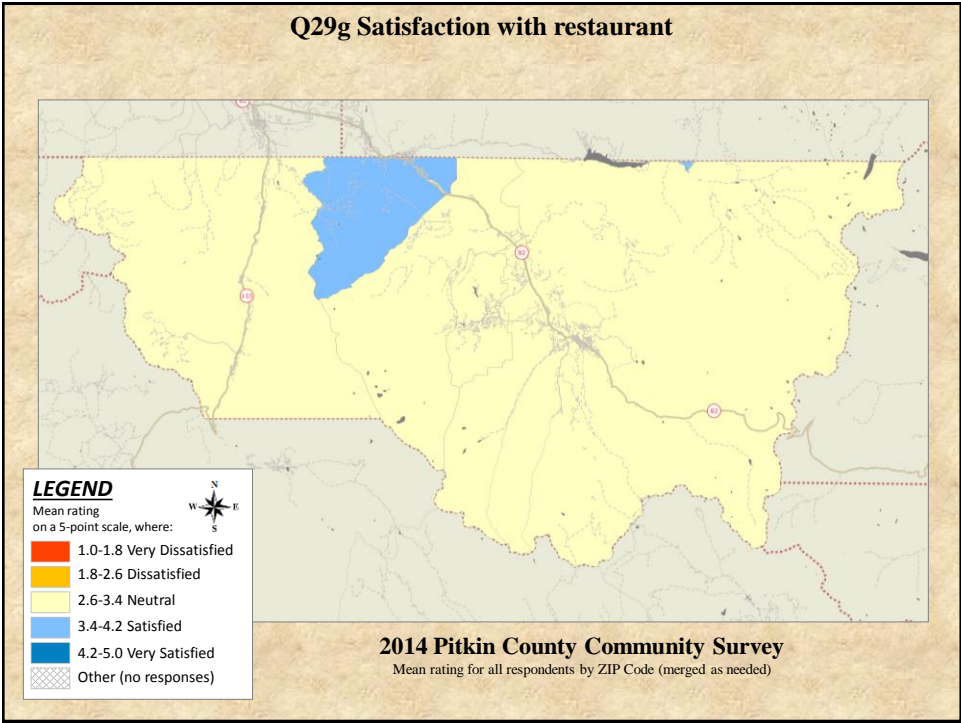 Q29g Satisfaction with restaurant
82
133
82
82
LEGEND
Mean rating
on a 5-point scale, where:
N
W E
S
1.0-1.8 Very Dissatisfied
1.8-2.6 Dissatisfied
2.6-3.4 Neutral
3.4-4.2 Satisfied
4.2-5.0 Very Satisfied
Other (no responses)
2014 Pitkin County Community Survey
Mean rating for all respondents by ZIP Code (merged as needed)